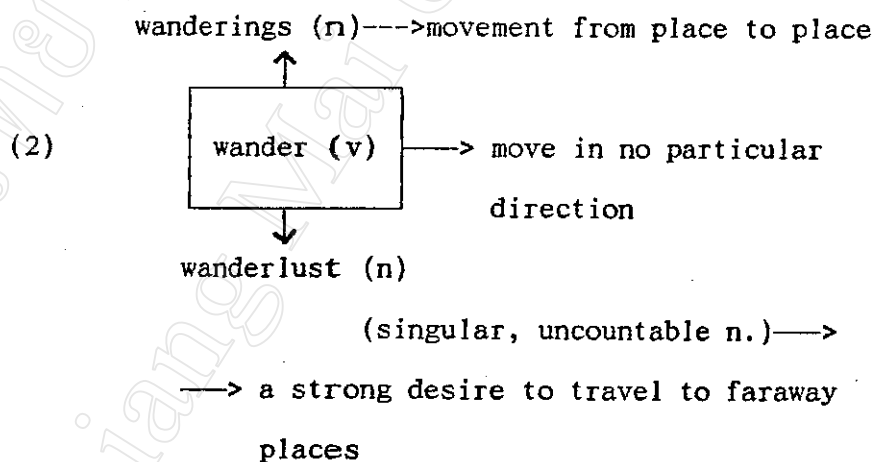 wanderings (n)--->movement from place to place
(2) wander (v) ——> move in no particular
direction
wanderlust (n)
(singular, uncountable n.)——>
——> a strong desire to travel to faraway
places